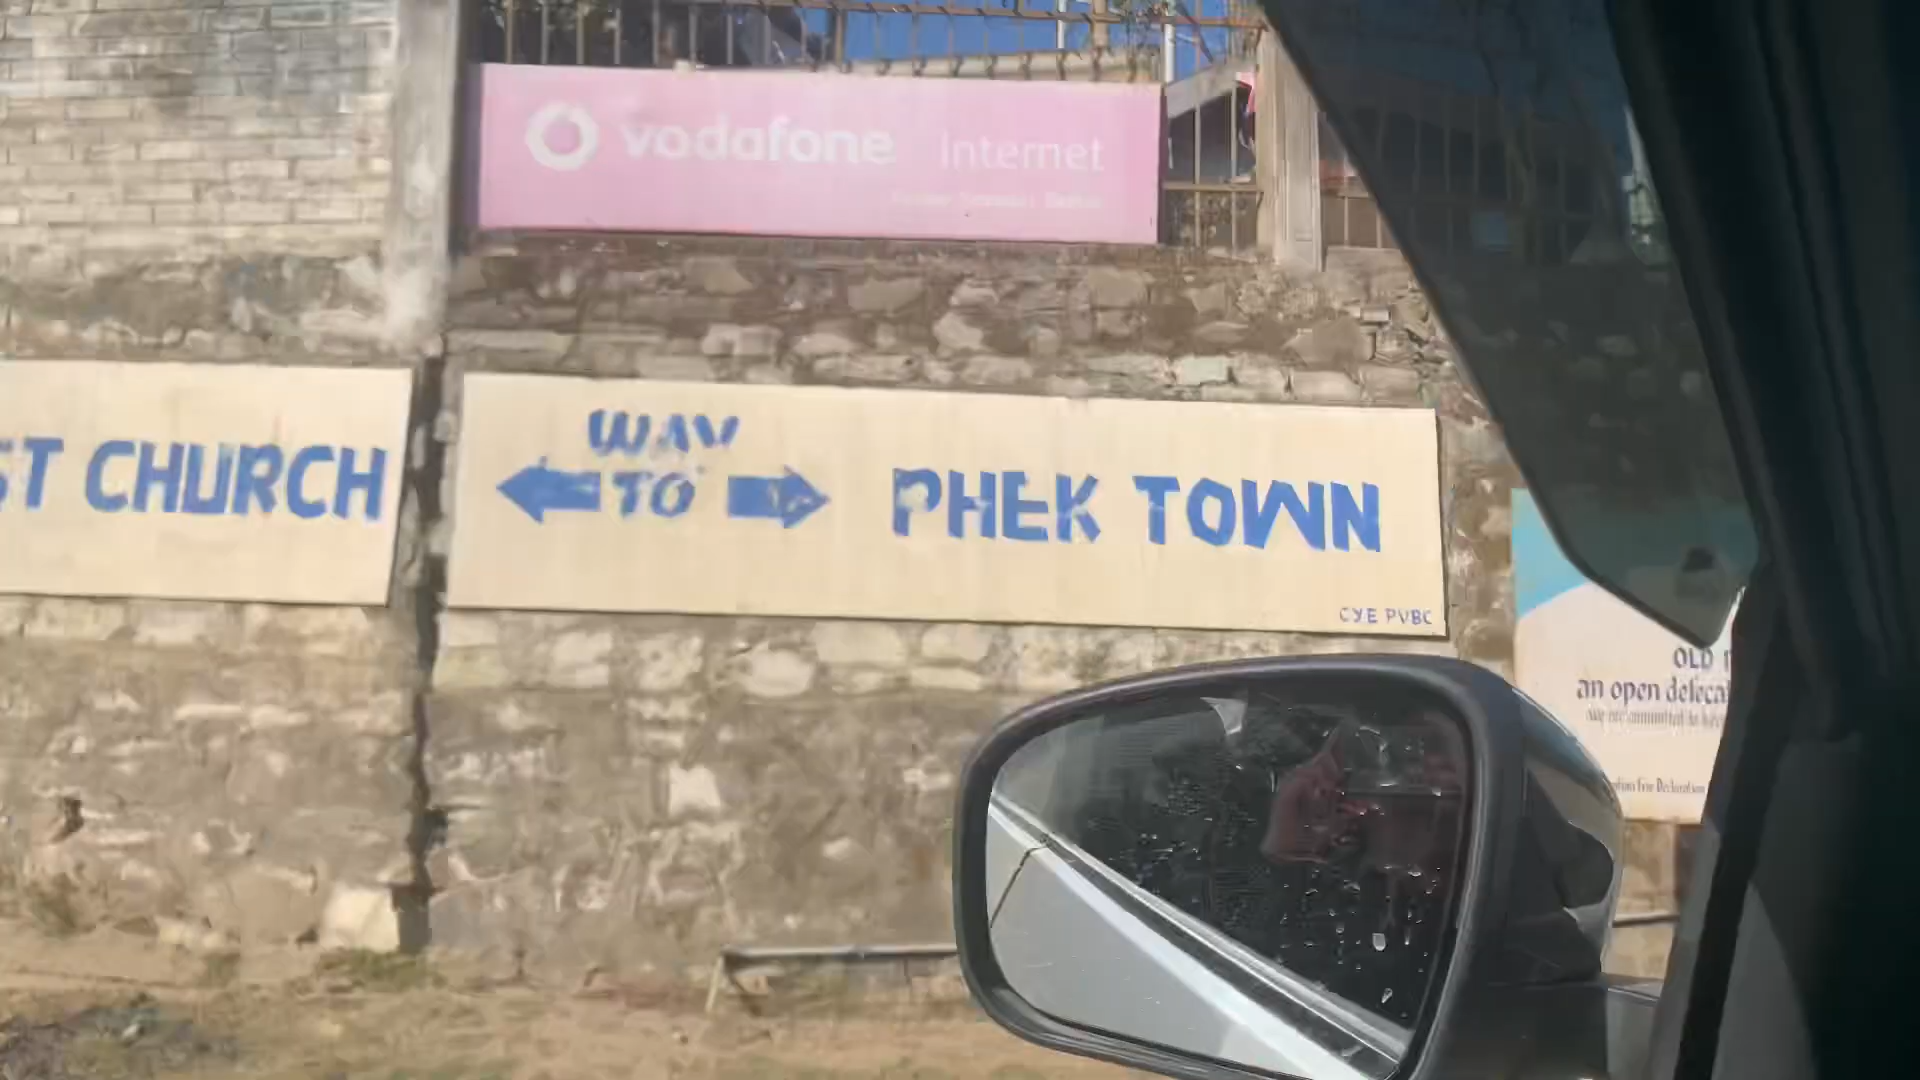 vodafone Internet
ST CHURCH
WAY
TO
PHEK TOWN
CYE PVBC
OLD
an open defeca